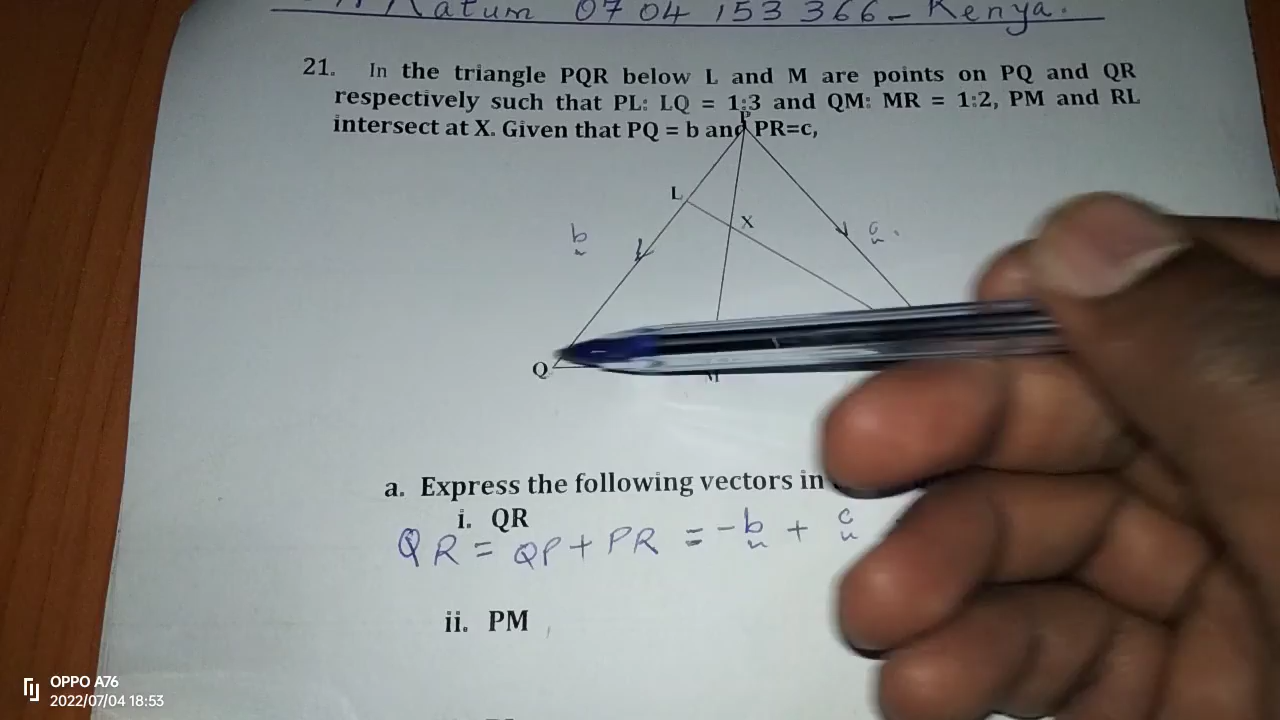 Natum 0704 153 366 - Kenya.
21. In the triangle PQR below L and M are points on PQ and QR
respectively such that PL: LQ = 1:3 and QM: MR = 1:2, PM and RL
intersect at X. Given that PQ = b and PR=c,
P
L
X
b
c
Q
M
a. Express the following vectors in
i. QR
QR = QP + PR = -b + c
ii. PM
OPPO A76
2022/07/04 18:53